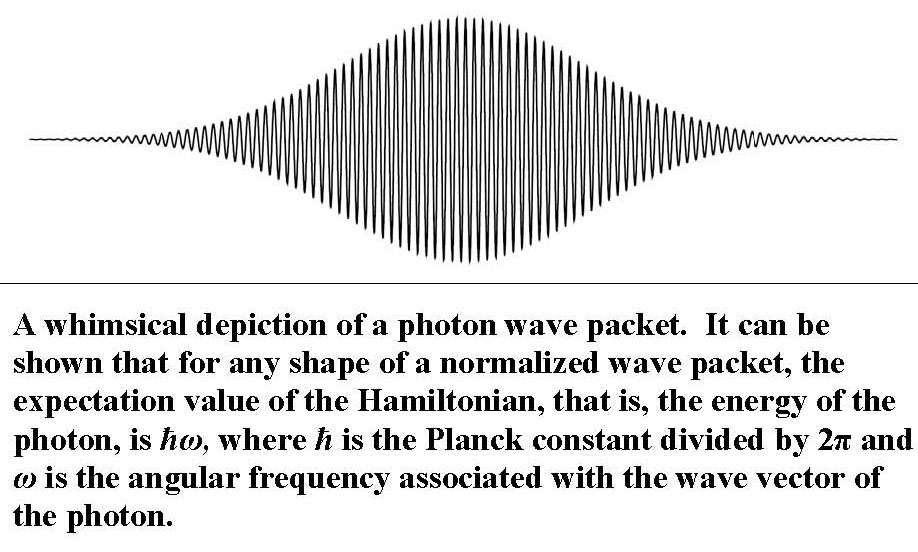 A whimsical depiction of a photon wave packet.  It can be
shown that for any shape of a normalized wave packet, the
expectation value of the Hamiltonian, that is, the energy of the
photon, is ħω, where ħ is the Planck constant divided by 2π and
ω is the angular frequency associated with the wave vector of
the photon.